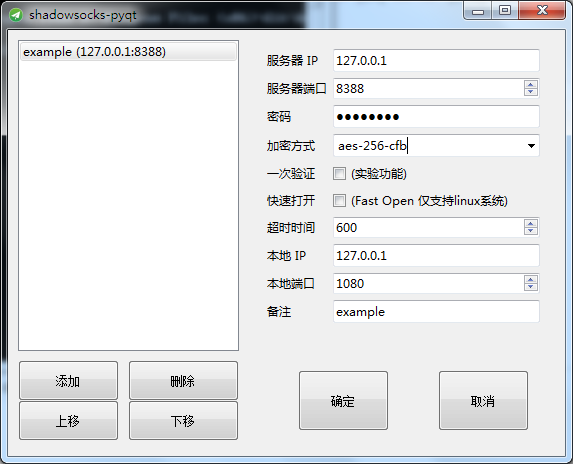 shadowsocks-pyqt
example (127.0.0.1:8388)
服务器 IP 127.0.0.1
服务器端口 8388
密码 ●●●●●●●●
加密方式 aes-256-cfb
一次验证 (实验功能)
快速打开 (Fast Open 仅支持linux系统)
超时时间 600
本地 IP 127.0.0.1
本地端口 1080
备注 example
添加 删除
上移 下移
确定 取消